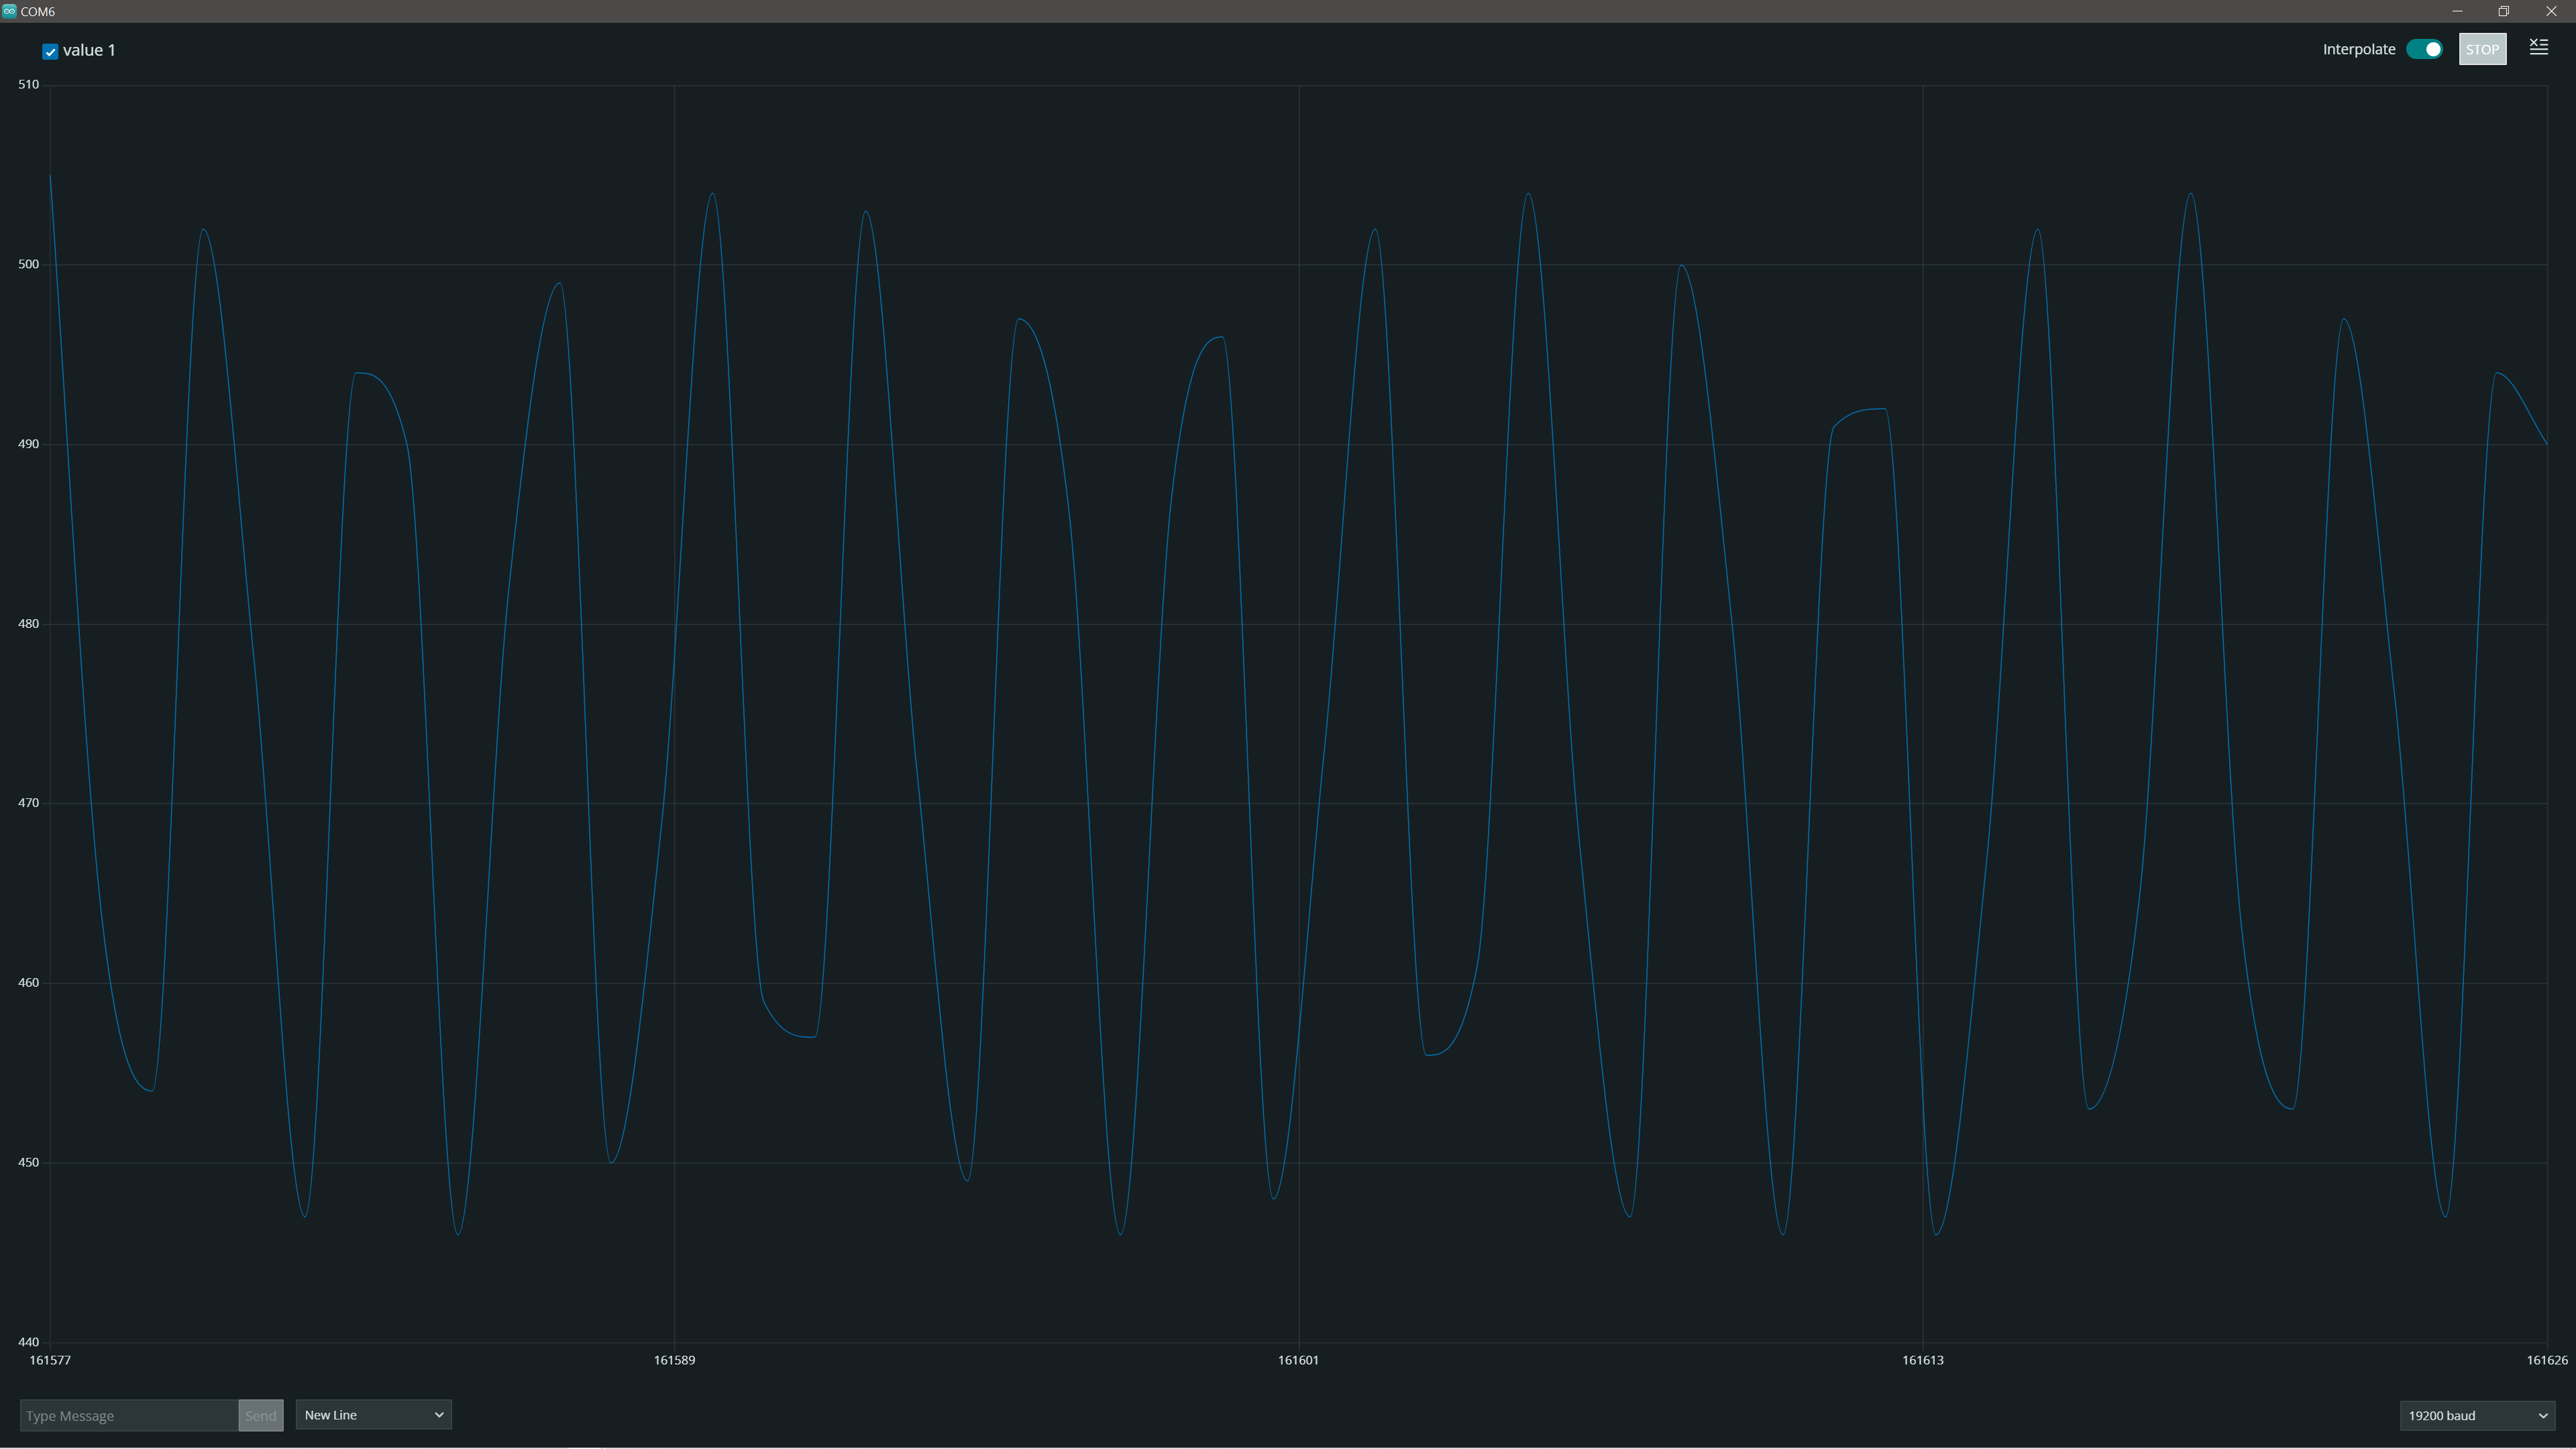 COM6
value 1
Interpolate
STOP
510
500
490
480
470
460
450
440
161577 161589 161601 161613 161626
Type Message Send New Line 19200 baud